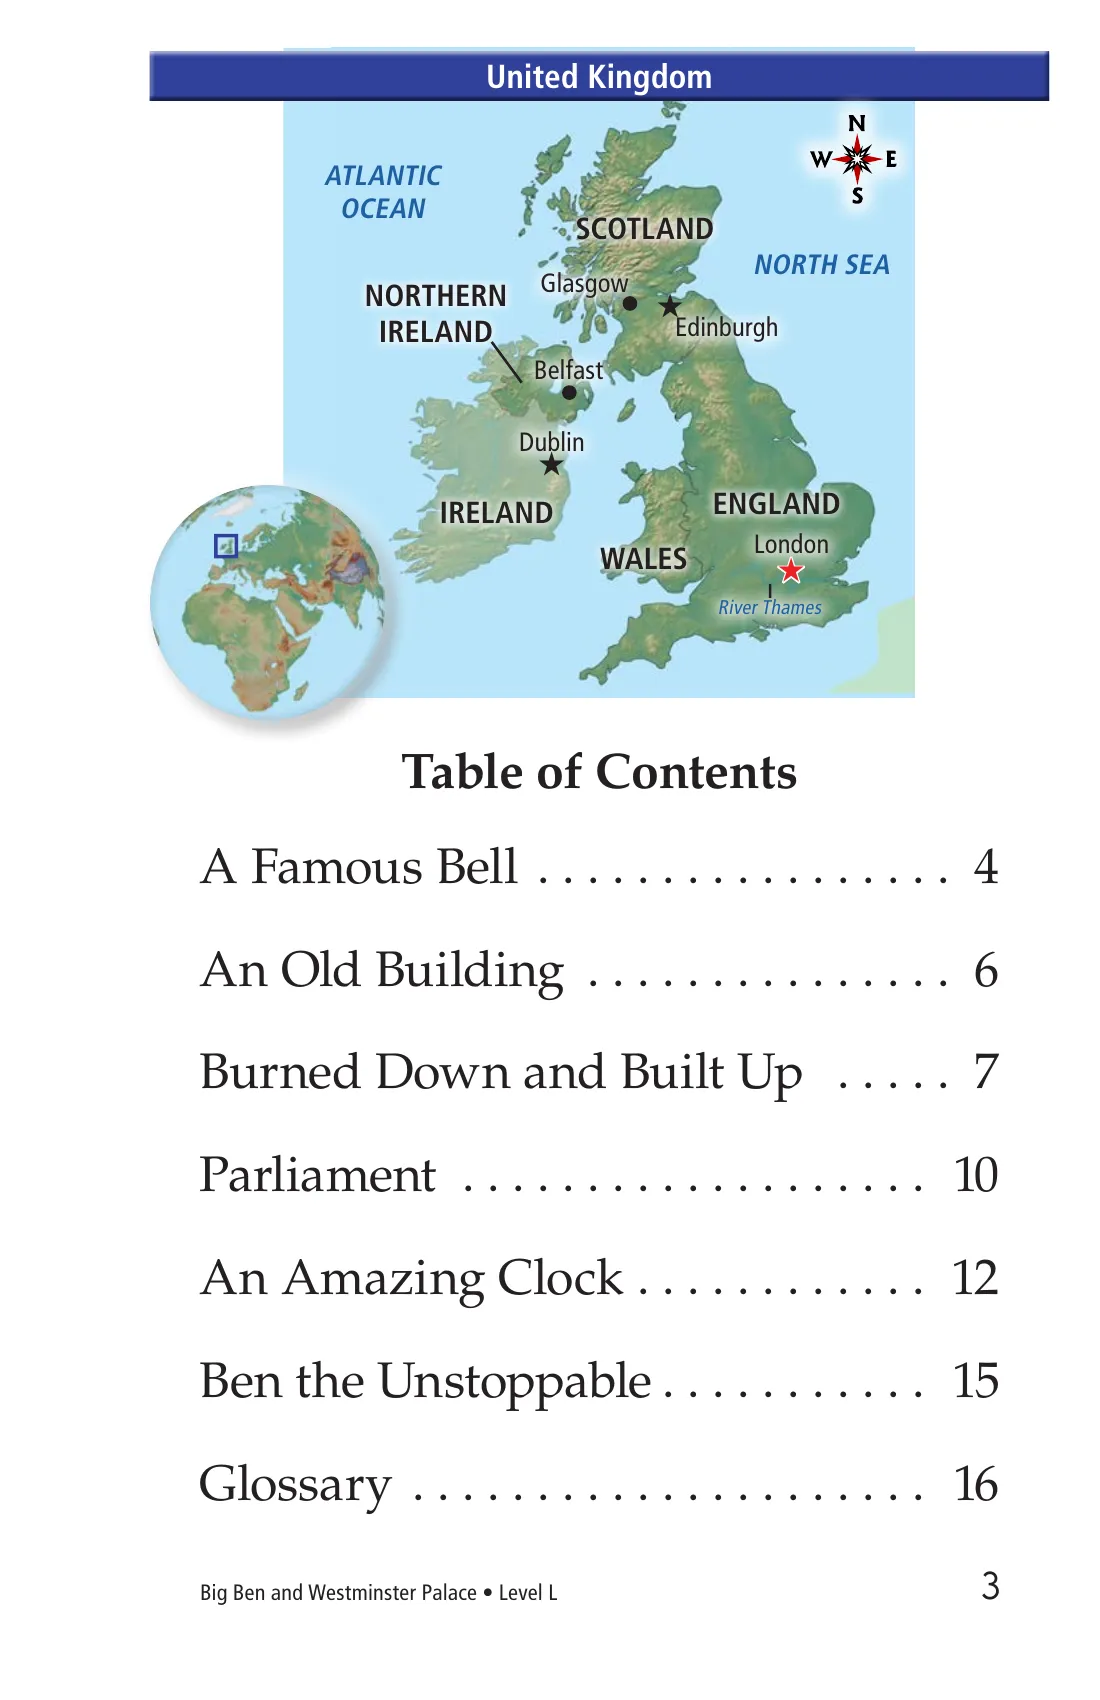 United Kingdom
N
W E
S
ATLANTIC
OCEAN
SCOTLAND
NORTH SEA
Glasgow
NORTHERN
IRELAND
Edinburgh
Belfast
Dublin
ENGLAND
IRELAND
London
WALES
River Thames
Table of Contents
A Famous Bell . . . . . . . . . . . . . . . . . 4
An Old Building . . . . . . . . . . . . . . . 6
Burned Down and Built Up . . . . . 7
Parliament . . . . . . . . . . . . . . . . . . . 10
An Amazing Clock . . . . . . . . . . . . 12
Ben the Unstoppable . . . . . . . . . . . 15
Glossary . . . . . . . . . . . . . . . . . . . . . 16
Big Ben and Westminster Palace • Level L 3